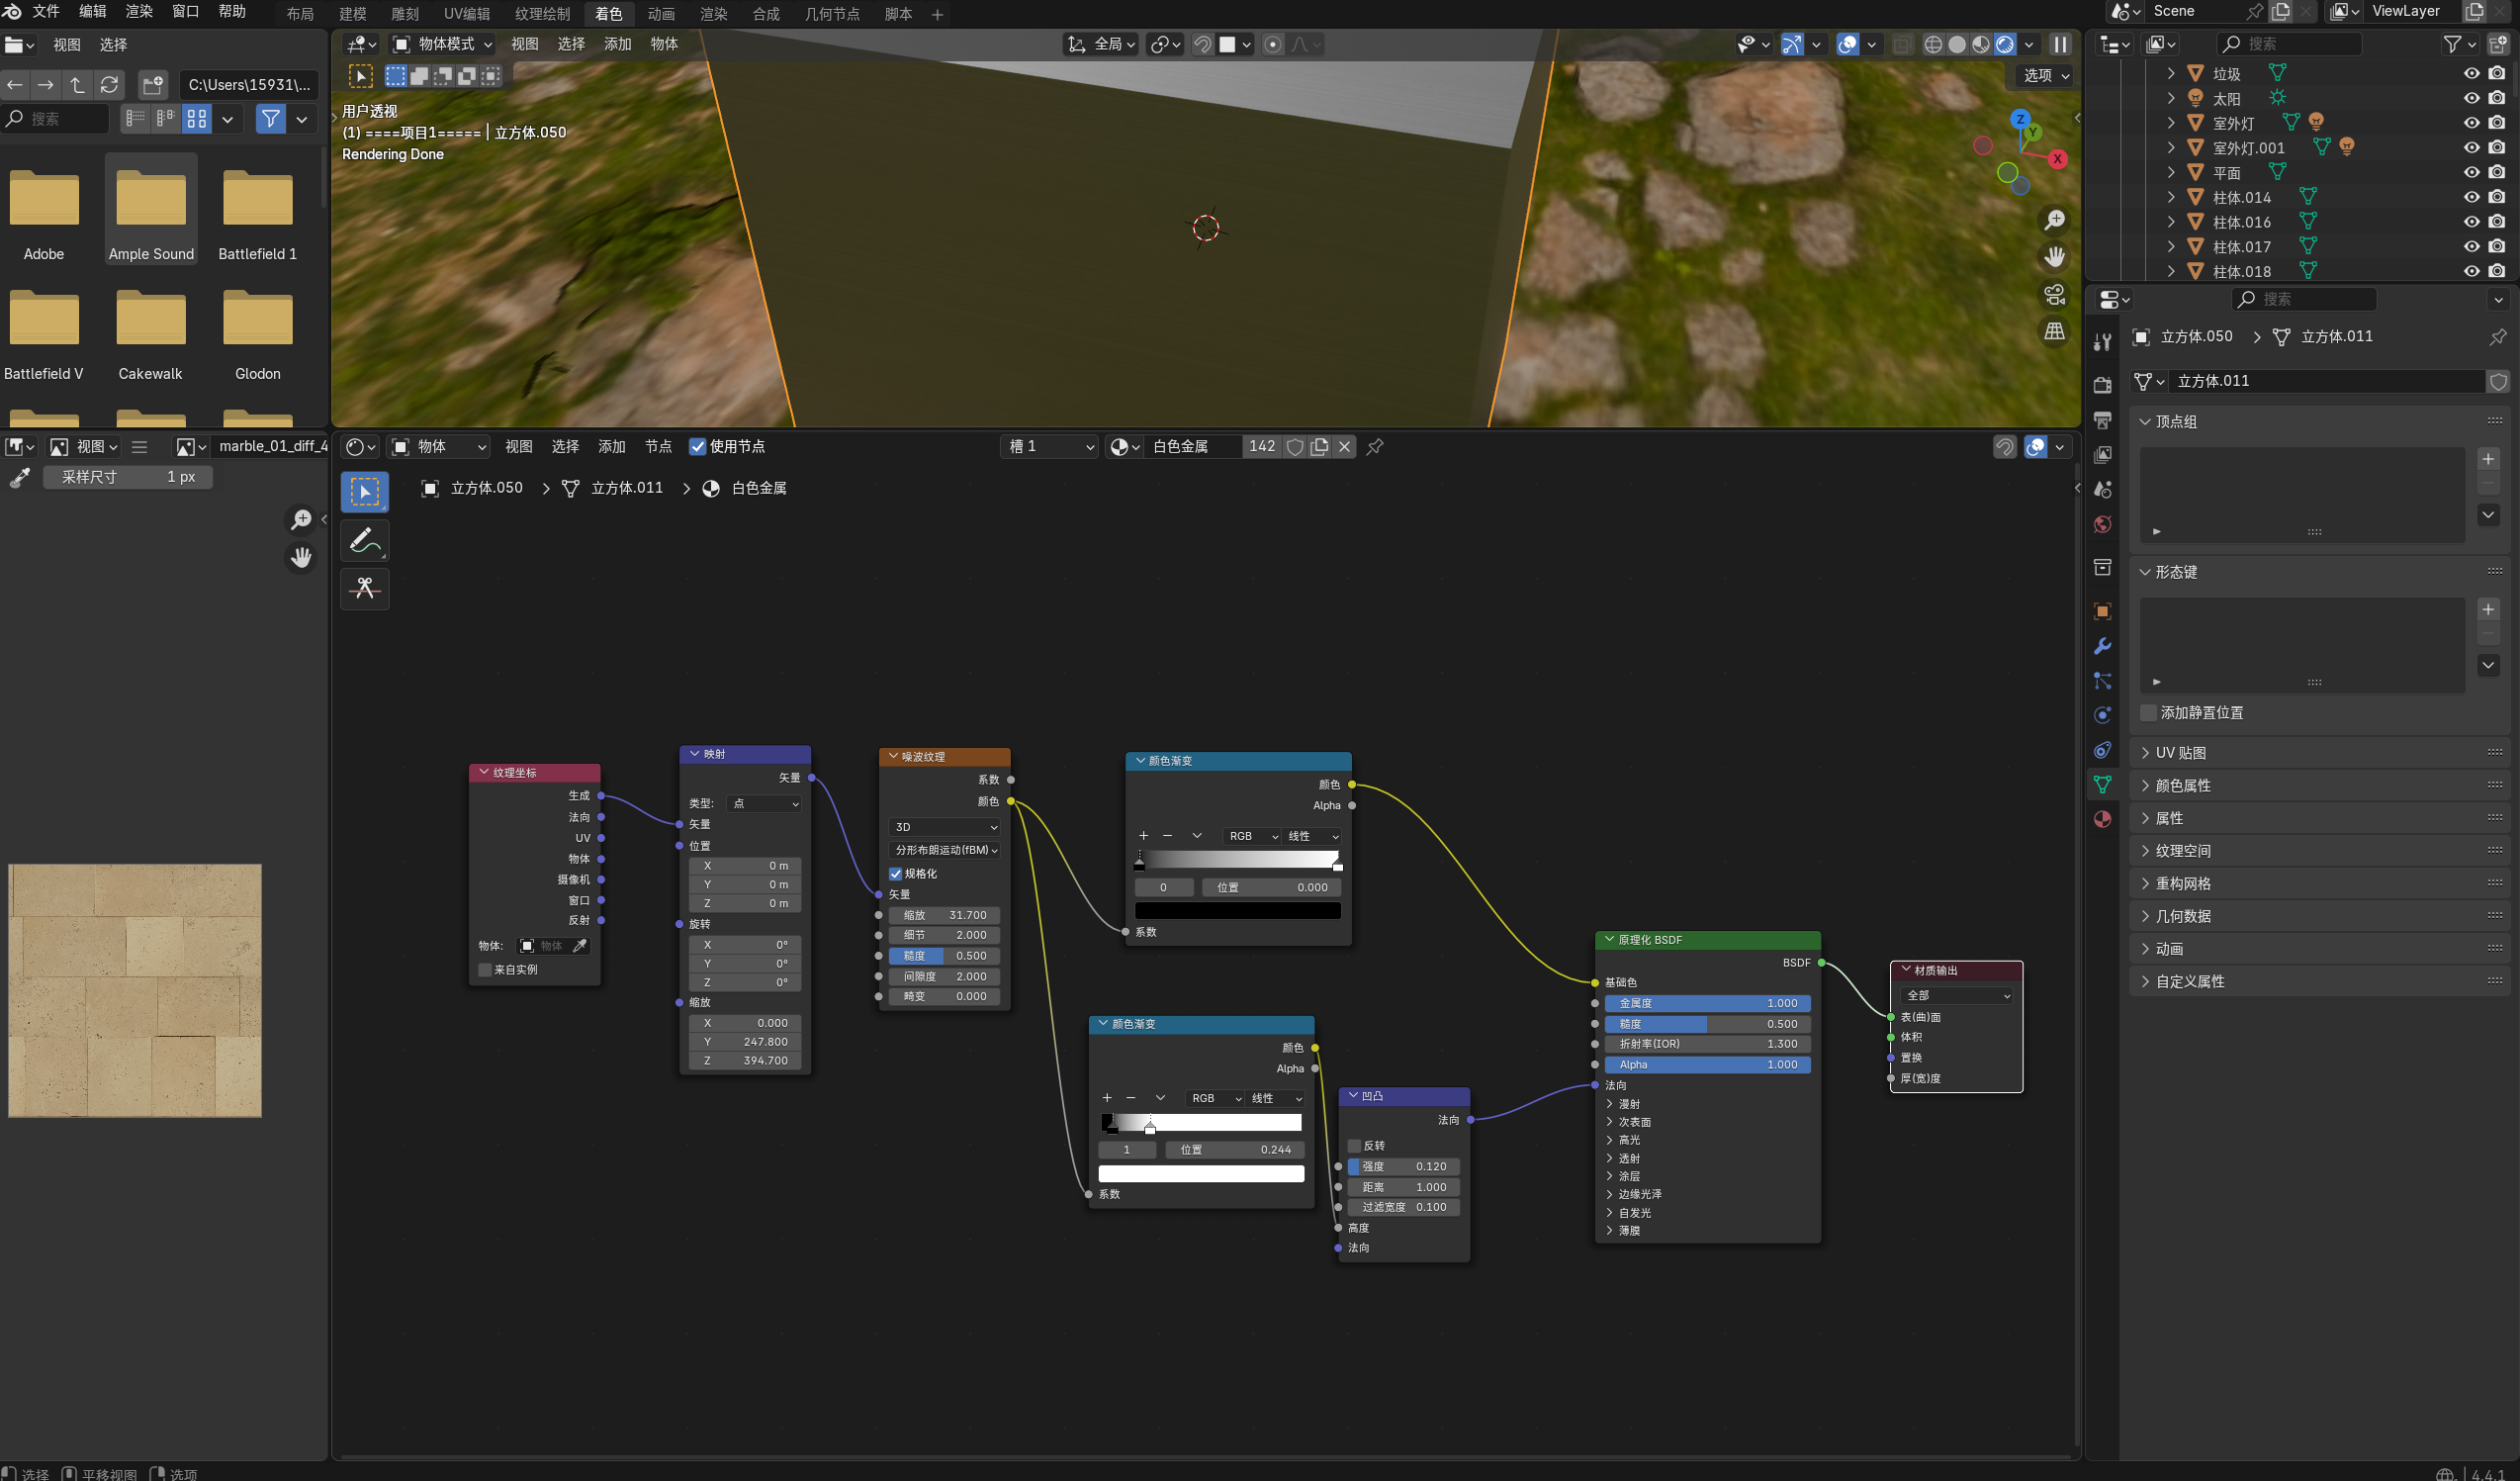 文件 编辑 渲染 窗口 帮助 布局 建模 雕刻 UV编辑 纹理绘制 着色 动画 渲染 合成 几何节点 脚本 Scene ViewLayer
视图 选择
C:\Users\15931\...
搜索
Adobe Ample Sound Battlefield 1
Battlefield V Cakewalk Glodon
物体模式 视图 选择 添加 物体 全局
选项
用户透视
(1) ====项目1===== | 立方体.050
Rendering Done
Z
Y
X
搜索
垃圾
太阳
室外灯
室外灯.001
平面
柱体.014
柱体.016
柱体.017
柱体.018
视图 marble_01_diff_4
采样尺寸 1 px
物体 视图 选择 添加 节点 使用节点 槽 1 白色金属 142
立方体.050 立方体.011 白色金属
纹理坐标
生成
法向
UV
物体
摄像机
窗口
反射
物体: 物体
来自实例
映射
矢量
类型: 点
矢量
位置
X 0 m
Y 0 m
Z 0 m
旋转
X 0°
Y 0°
Z 0°
缩放
X 0.000
Y 247.800
Z 394.700
噪波纹理
系数
颜色
3D
分形布朗运动(fBM)
规格化
矢量
缩放 31.700
细节 2.000
糙度 0.500
间隙度 2.000
畸变 0.000
颜色渐变
颜色
Alpha
RGB 线性
0 位置 0.000
系数
颜色渐变
颜色
Alpha
RGB 线性
1 位置 0.244
系数
凹凸
法向
反转
强度 0.120
距离 1.000
过滤宽度 0.100
高度
法向
原理化 BSDF
BSDF
基础色
金属度 1.000
糙度 0.500
折射率(IOR) 1.300
Alpha 1.000
法向
漫射
次表面
高光
透射
涂层
边缘光泽
自发光
薄膜
材质输出
全部
表(曲)面
体积
置换
厚(宽)度
搜索
立方体.050 立方体.011
立方体.011
顶点组
形态键
添加静置位置
UV 贴图
颜色属性
属性
纹理空间
重构网格
几何数据
动画
自定义属性
选择 平移视图 选项 4.4.1